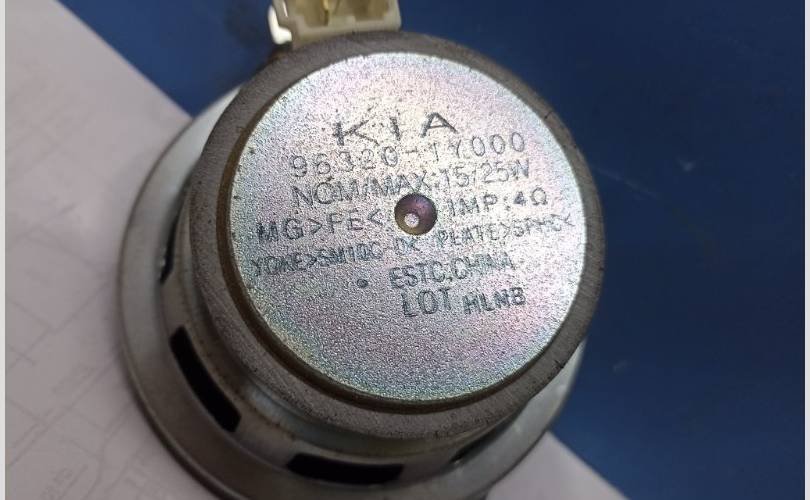 KIA
96320-1Y000
NOM/MAX:15/25W
MG>FE< IMP:4Ω
YOKE>SM10C PLATE>SPHC<
ESTC.CHINA
LOT HLNB